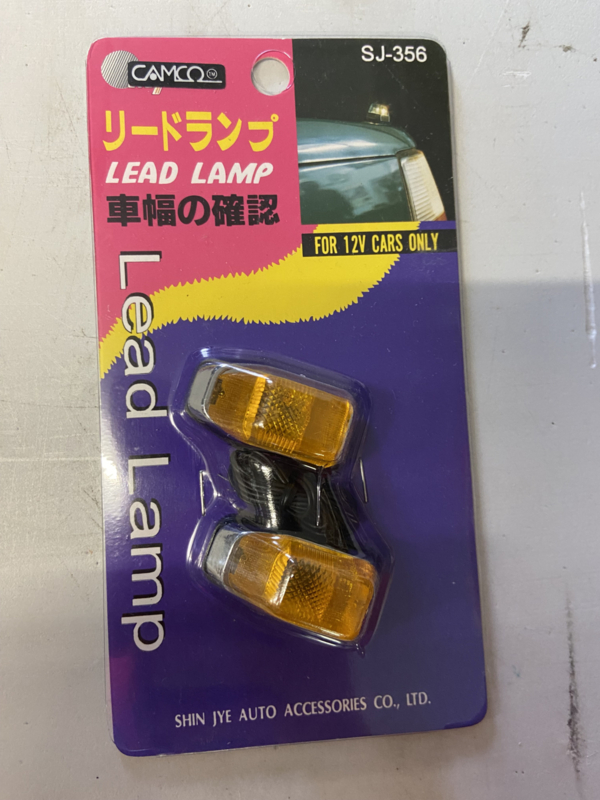 CAMCO TM
SJ-356
リードランプ
LEAD LAMP
車幅の確認
FOR 12V CARS ONLY
Lead Lamp
SHIN JYE AUTO ACCESSORIES CO., LTD.